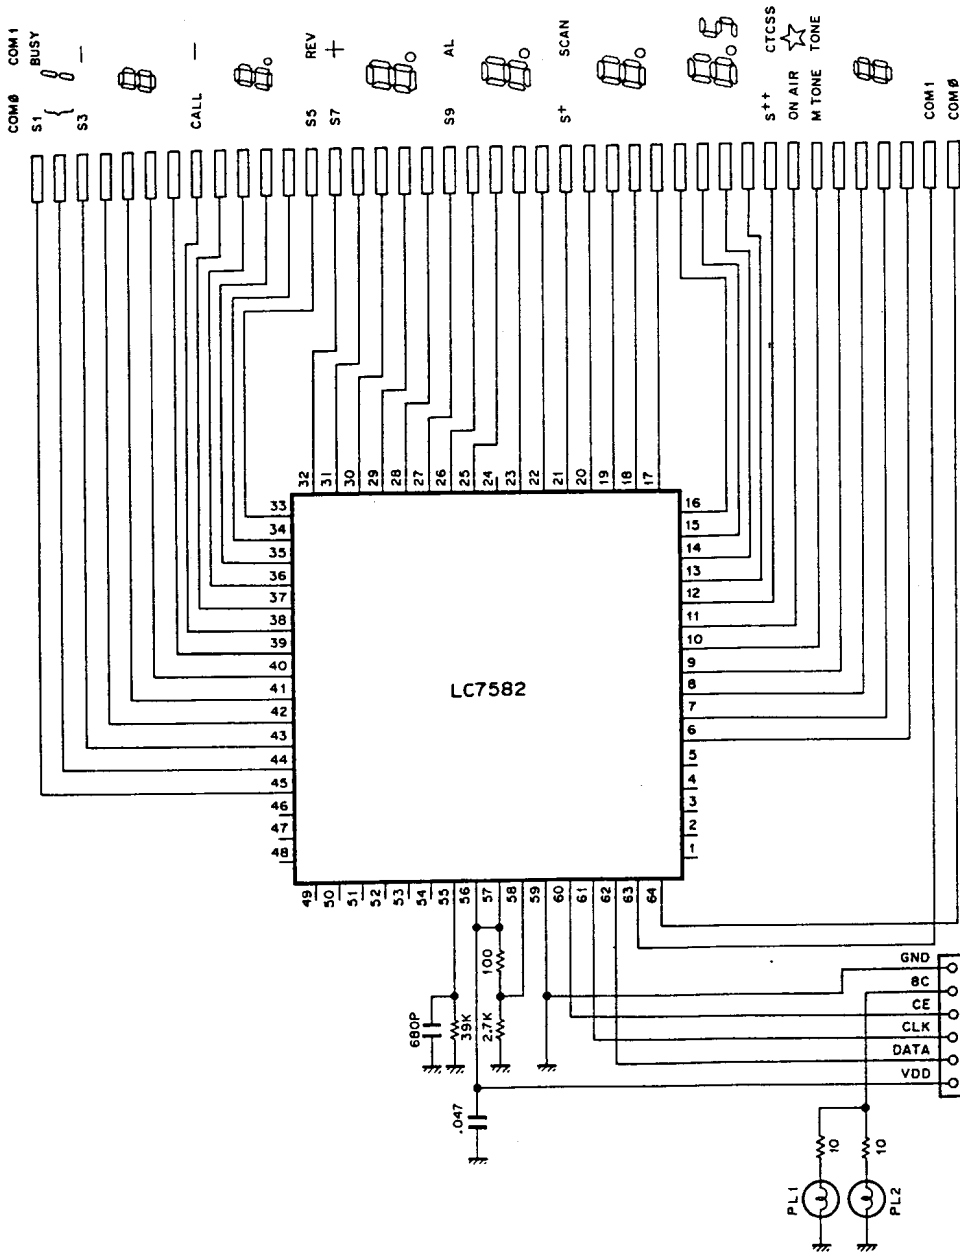 COMØ COM1
S1 BUSY
S3
CALL
S5 REV
S7
S9 AL
S+ SCAN
S++ CTCSS
ON AIR
M TONE TONE
COM1
COMØ
32 31 30 29 28 27 26 25 24 23 22 21 20 19 18 17
33
34
35
36
37
38
39
40
41
42
43
44
45
46
47
48
16
15
14
13
12
11
10
9
8
7
6
5
4
3
2
1
LC7582
49 50 51 52 53 54 55 56 57 58 59 60 61 62 63 64
680P
39K
2.7K
100
.047
GND
8C
CE
CLK
DATA
VDD
10
10
PL1
PL2